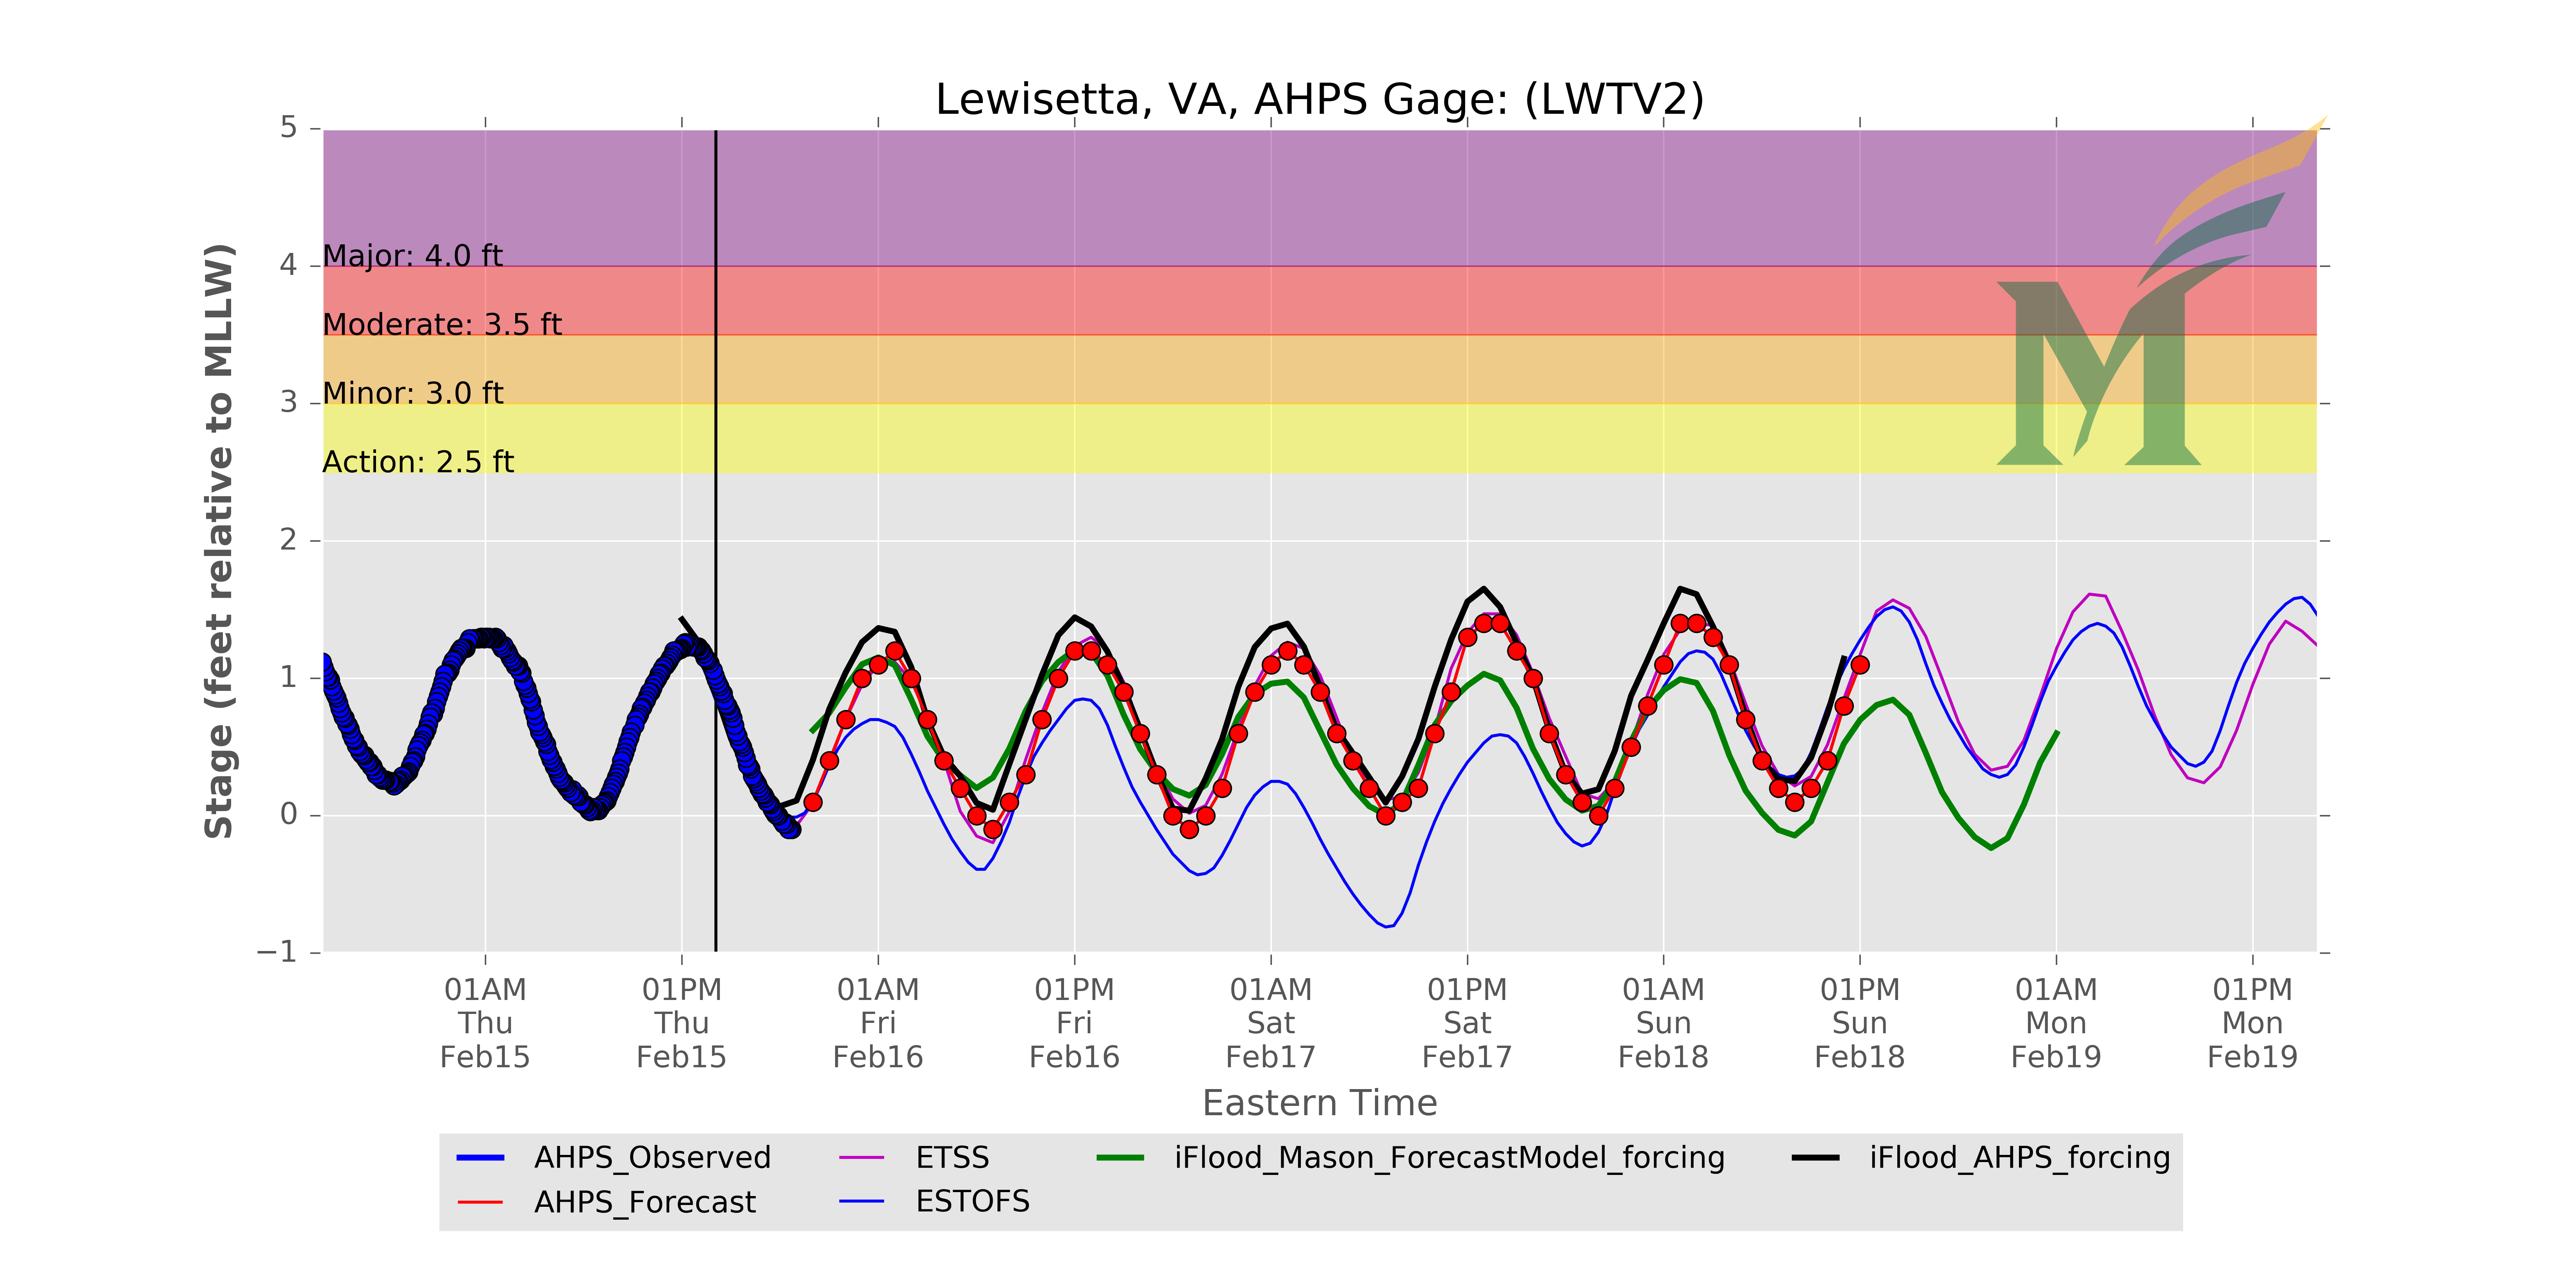 Lewisetta, VA, AHPS Gage: (LWTV2)
Stage (feet relative to MLLW)
5
4
3
2
1
0
−1
Major: 4.0 ft
Moderate: 3.5 ft
Minor: 3.0 ft
Action: 2.5 ft
M
01AM 01PM 01AM 01PM 01AM 01PM 01AM 01PM 01AM 01PM
Thu Thu Fri Fri Sat Sat Sun Sun Mon Mon
Feb15 Feb15 Feb16 Feb16 Feb17 Feb17 Feb18 Feb18 Feb19 Feb19
Eastern Time
AHPS_Observed ETSS iFlood_Mason_ForecastModel_forcing iFlood_AHPS_forcing
AHPS_Forecast ESTOFS